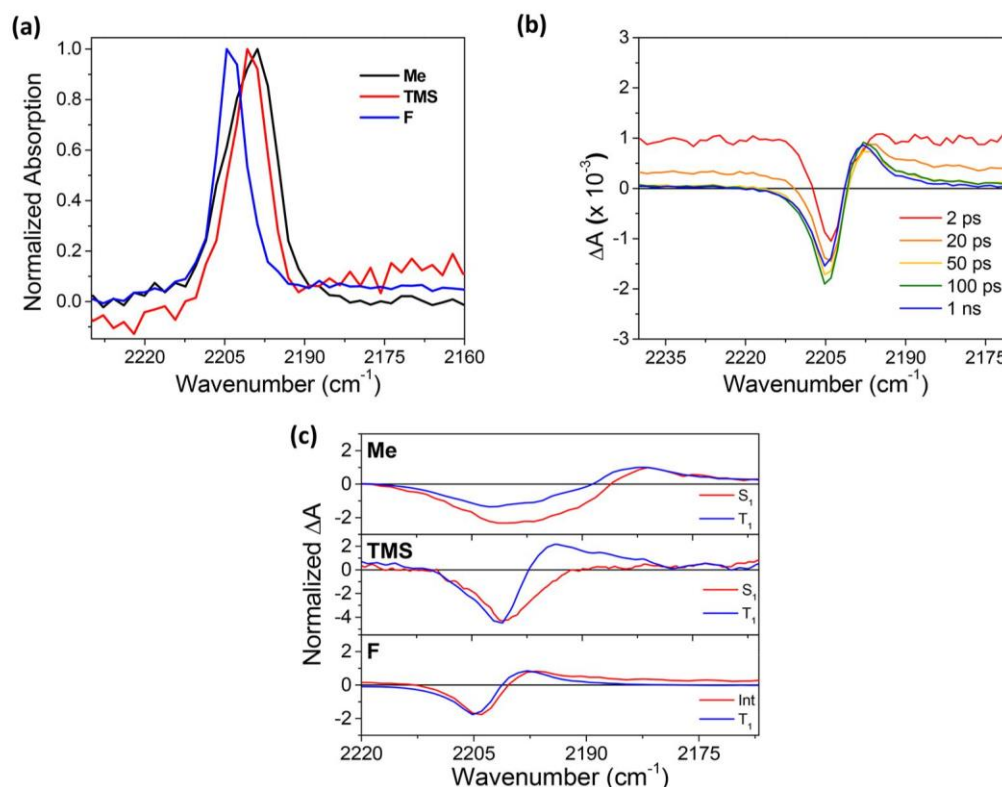 (a)
1.0
0.8
0.6
0.4
0.2
0.0
Normalized Absorption
Me
TMS
F
2220
2205
2190
2175
2160
Wavenumber (cm⁻¹)
(b)
3
2
1
0
-1
-2
-3
ΔA (x 10⁻³)
2 ps
20 ps
50 ps
100 ps
1 ns
2235
2220
2205
2190
2175
Wavenumber (cm⁻¹)
(c)
Normalized ΔA
Me
2
0
-2
S₁
T₁
TMS
2
0
-2
-4
S₁
T₁
F
2
0
-2
Int
T₁
2220
2205
2190
2175
Wavenumber (cm⁻¹)